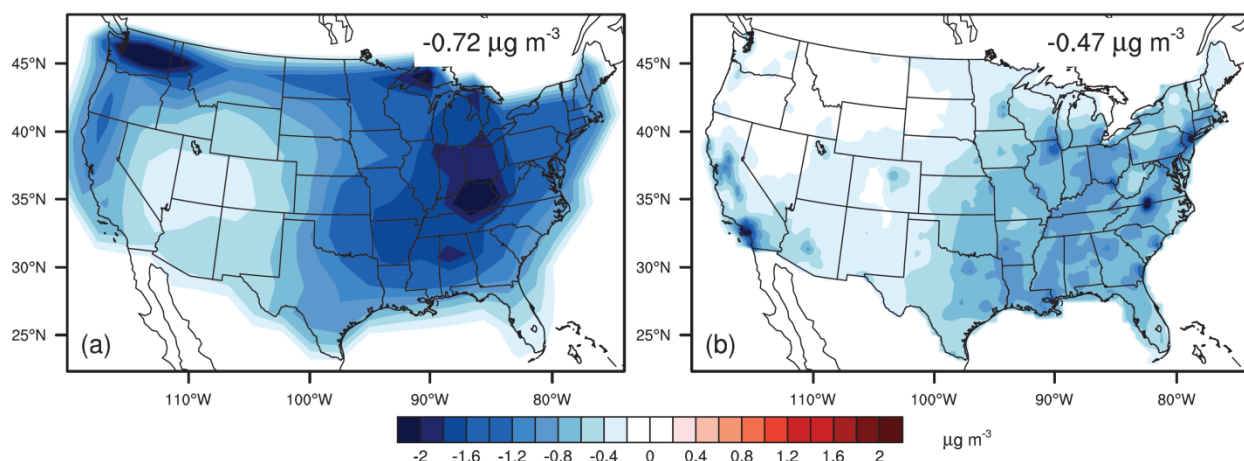 -0.72 μg m⁻³
-0.47 μg m⁻³
45°N
40°N
35°N
30°N
25°N
(a)
110°W 100°W 90°W 80°W
45°N
40°N
35°N
30°N
25°N
(b)
110°W 100°W 90°W 80°W
-2 -1.6 -1.2 -0.8 -0.4 0 0.4 0.8 1.2 1.6 2 μg m⁻³